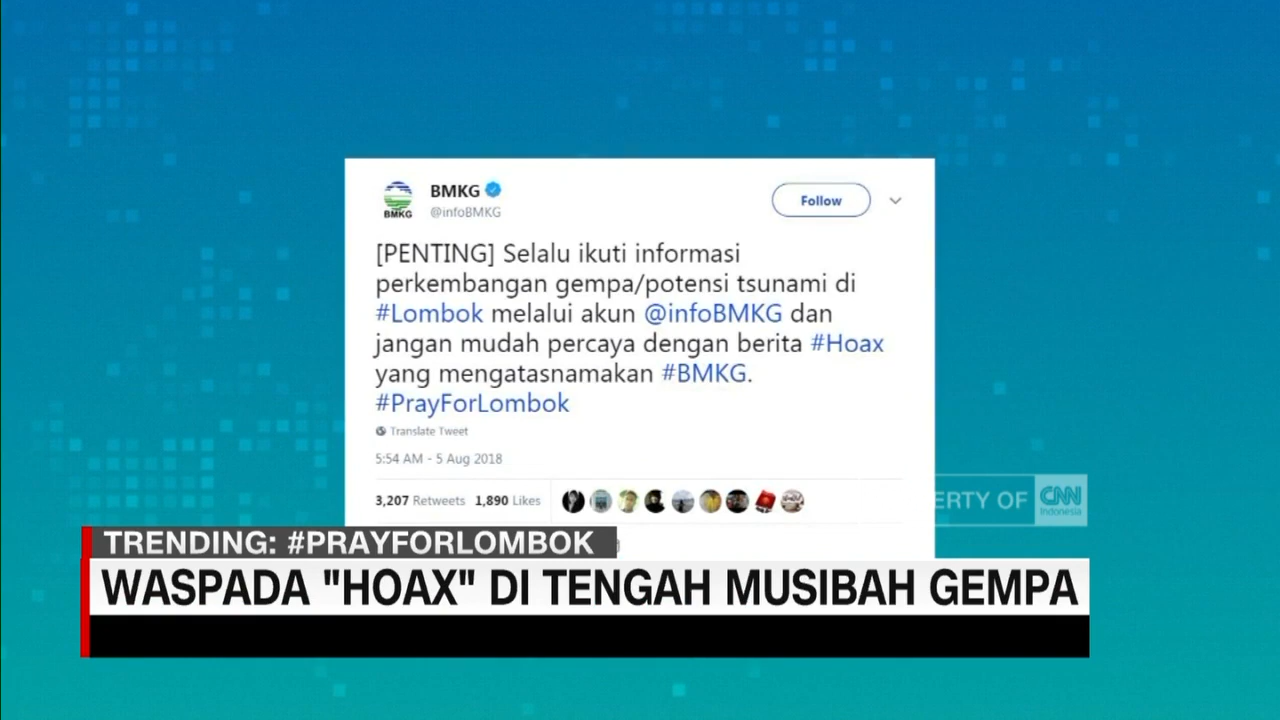 BMKG
BMKG
@infoBMKG
Follow
[PENTING] Selalu ikuti informasi
perkembangan gempa/potensi tsunami di
#Lombok melalui akun @infoBMKG dan
jangan mudah percaya dengan berita #Hoax
yang mengatasnamakan #BMKG.
#PrayForLombok
Translate Tweet
5:54 AM - 5 Aug 2018
3,207 Retweets 1,890 Likes
ERTY OF CNN
Indonesia
TRENDING: #PRAYFORLOMBOK
WASPADA "HOAX" DI TENGAH MUSIBAH GEMPA